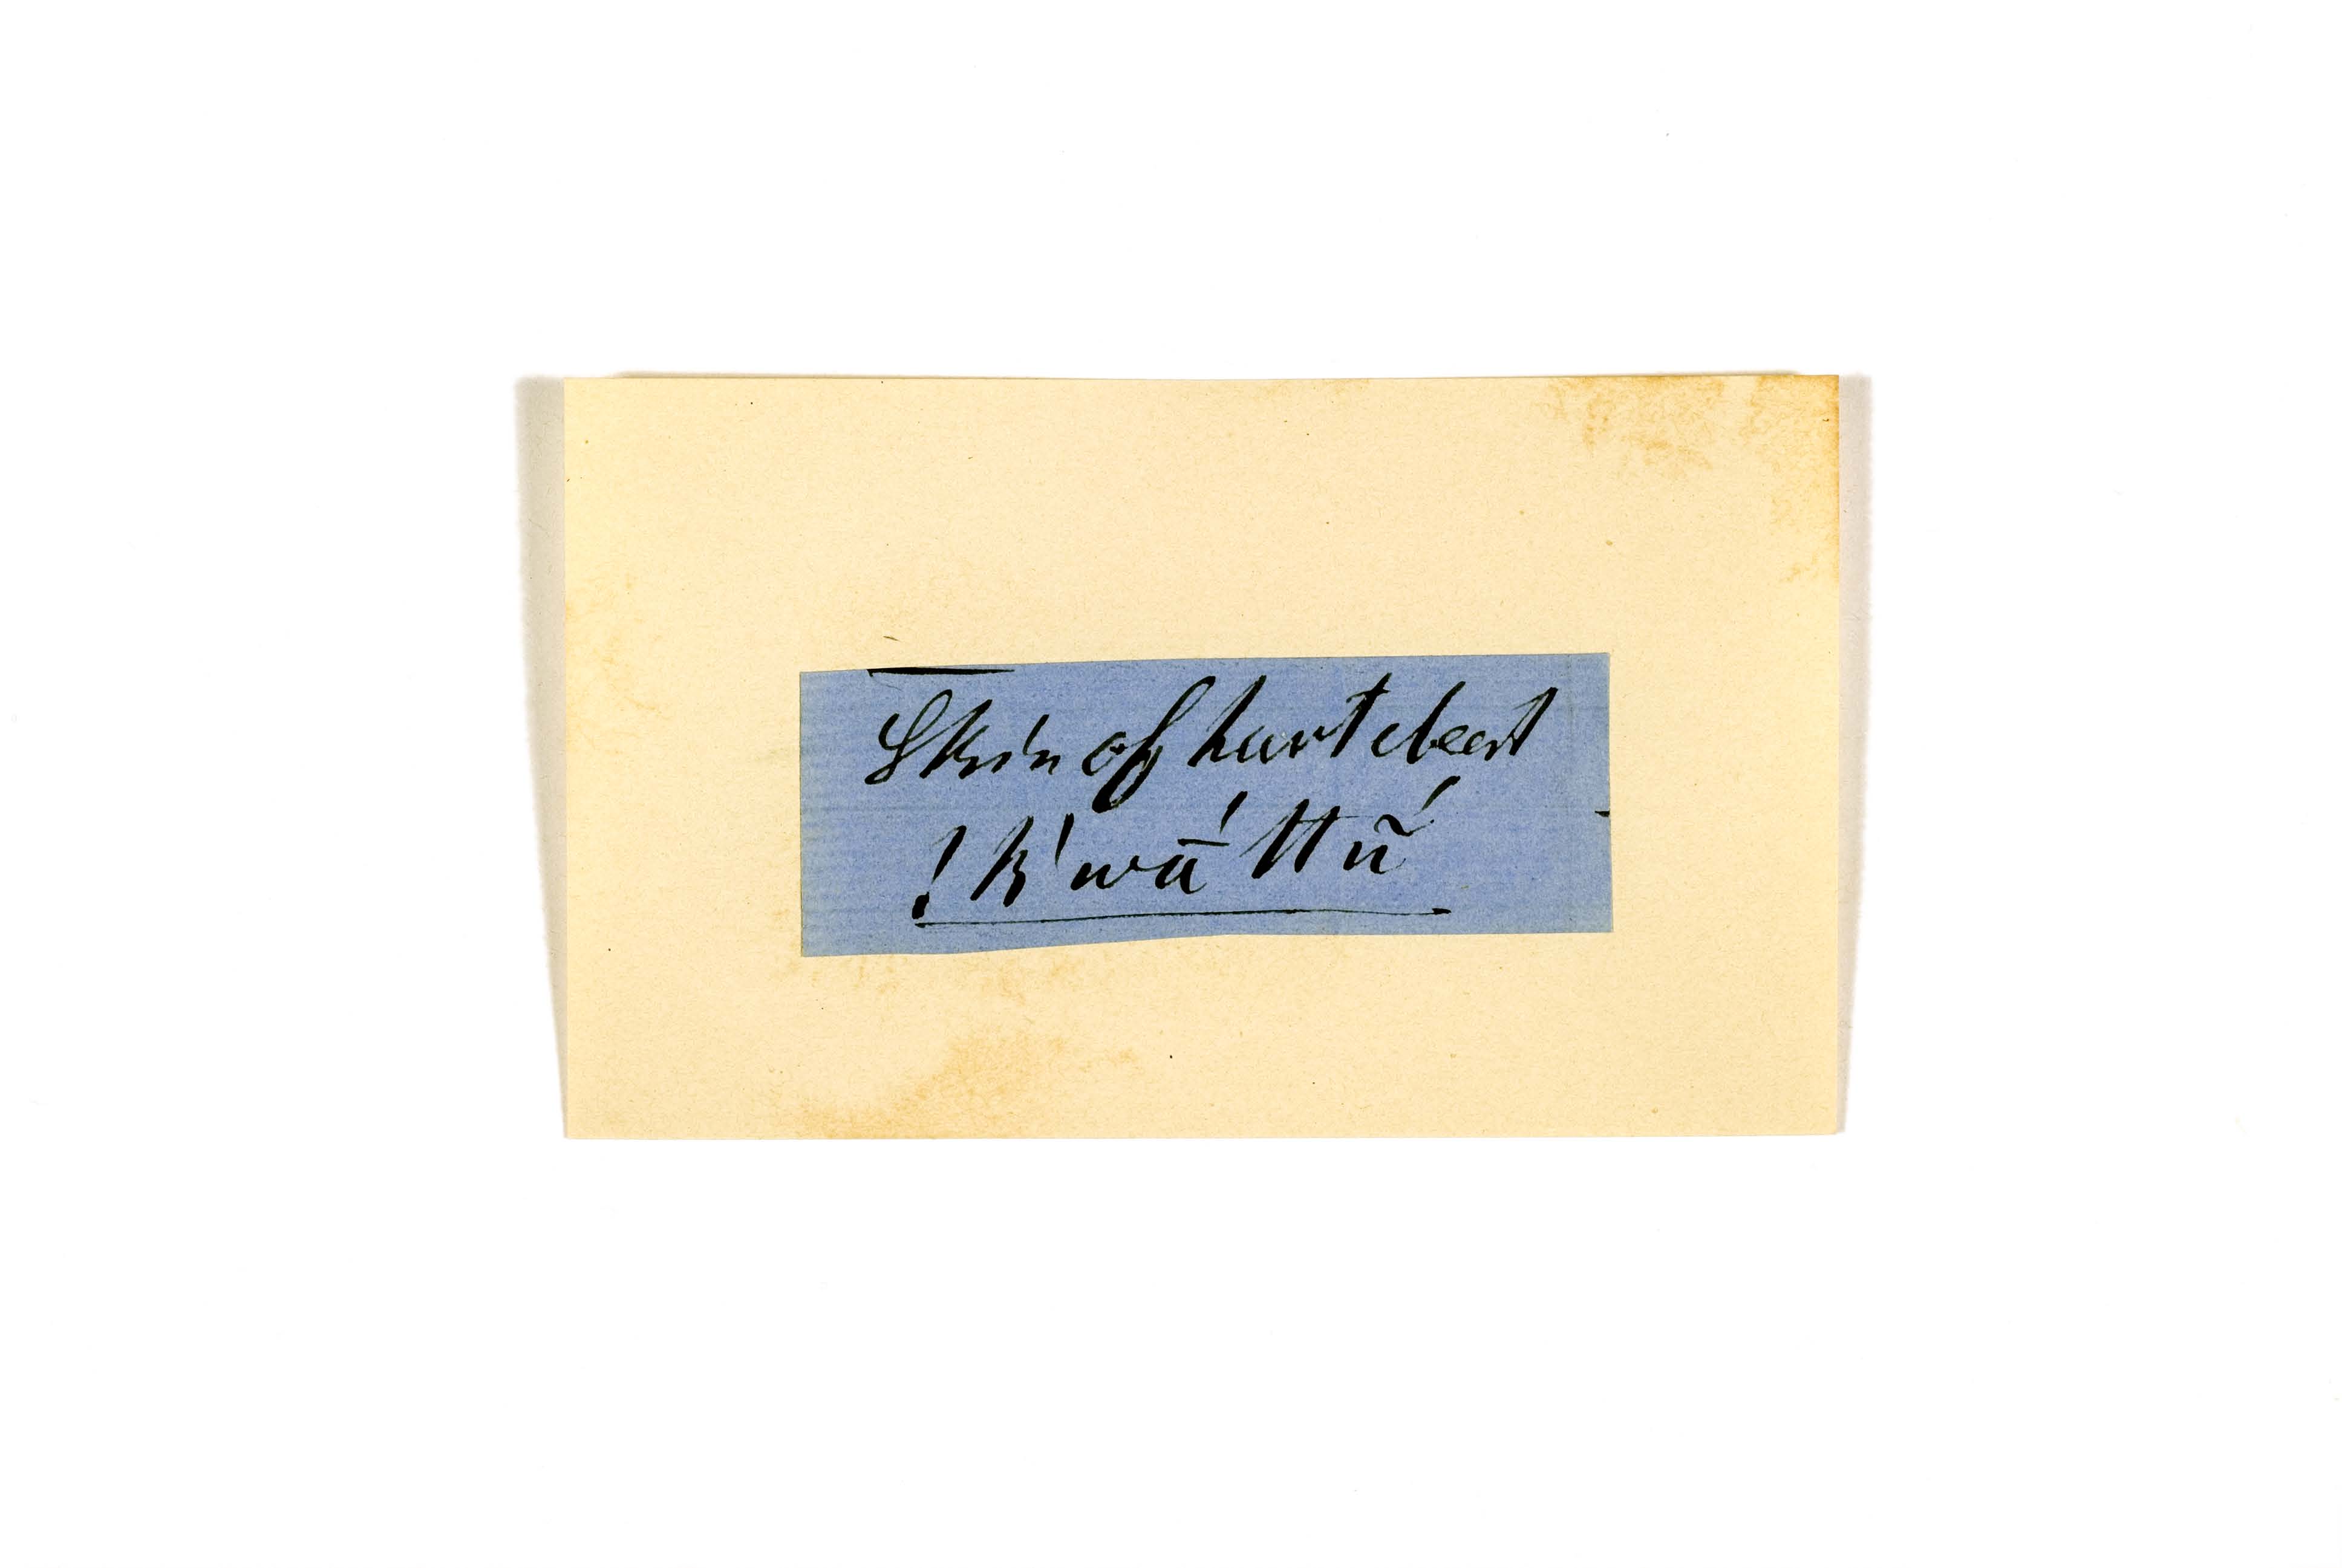 Skin of hartebeest
!k'wā́ ttū̃́